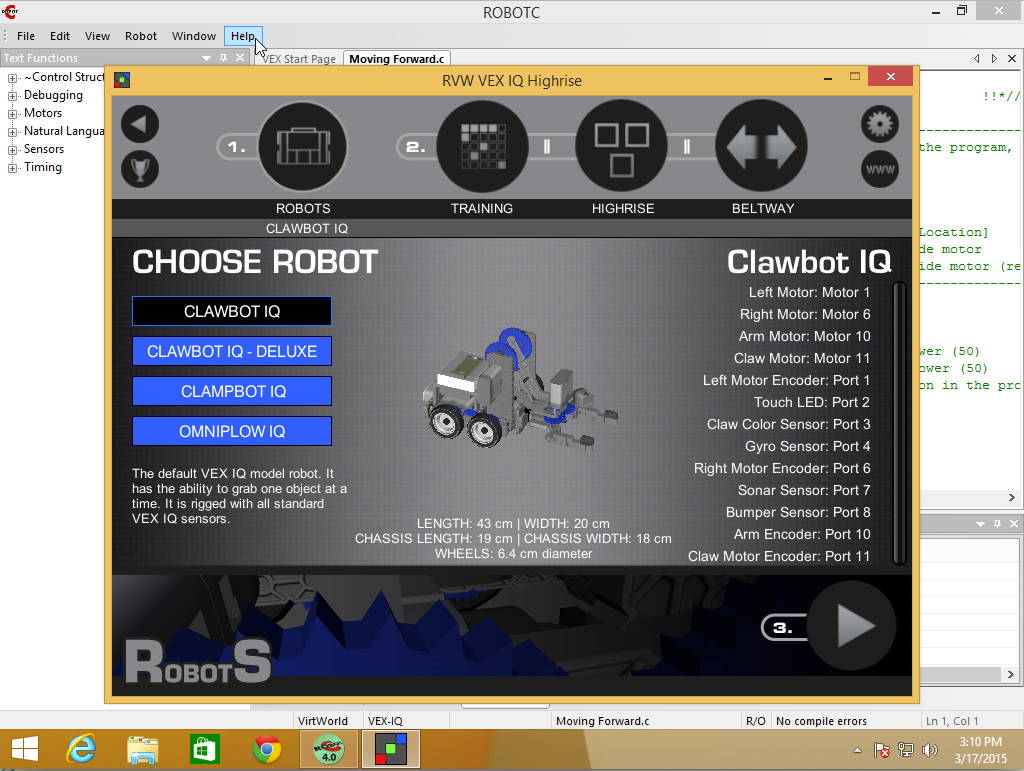 ROBOTC
File Edit View Robot Window Help
Text Functions
VEX Start Page Moving Forward.c
~Control Struct
Debugging
Motors
Natural Langua
Sensors
Timing
!!*//
the program,
Location]
de motor
ide motor (re
ower (50)
ower (50)
on in the pro
RVW VEX IQ Highrise
1. 2.
WWW
ROBOTS TRAINING HIGHRISE BELTWAY
CLAWBOT IQ
CHOOSE ROBOT
CLAWBOT IQ
CLAWBOT IQ - DELUXE
CLAMPBOT IQ
OMNIPLOW IQ
The default VEX IQ model robot. It
has the ability to grab one object at a
time. It is rigged with all standard
VEX IQ sensors.
LENGTH: 43 cm | WIDTH: 20 cm
CHASSIS LENGTH: 19 cm | CHASSIS WIDTH: 18 cm
WHEELS: 6.4 cm diameter
Clawbot IQ
Left Motor: Motor 1
Right Motor: Motor 6
Arm Motor: Motor 10
Claw Motor: Motor 11
Left Motor Encoder: Port 1
Touch LED: Port 2
Claw Color Sensor: Port 3
Gyro Sensor: Port 4
Right Motor Encoder: Port 6
Sonar Sensor: Port 7
Bumper Sensor: Port 8
Arm Encoder: Port 10
Claw Motor Encoder: Port 11
3.
ROBOTS
VirtWorld VEX-IQ Moving Forward.c R/O No compile errors Ln 1, Col 1
4.0
3:10 PM
3/17/2015